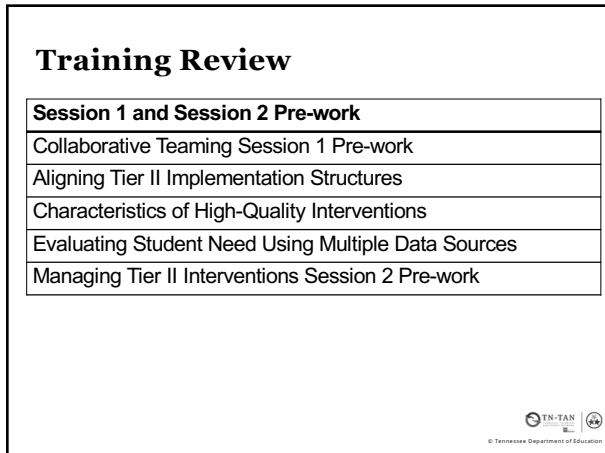 Training Review
Session 1 and Session 2 Pre-work
Collaborative Teaming Session 1 Pre-work
Aligning Tier II Implementation Structures
Characteristics of High-Quality Interventions
Evaluating Student Need Using Multiple Data Sources
Managing Tier II Interventions Session 2 Pre-work
TN-TAN
© Tennessee Department of Education